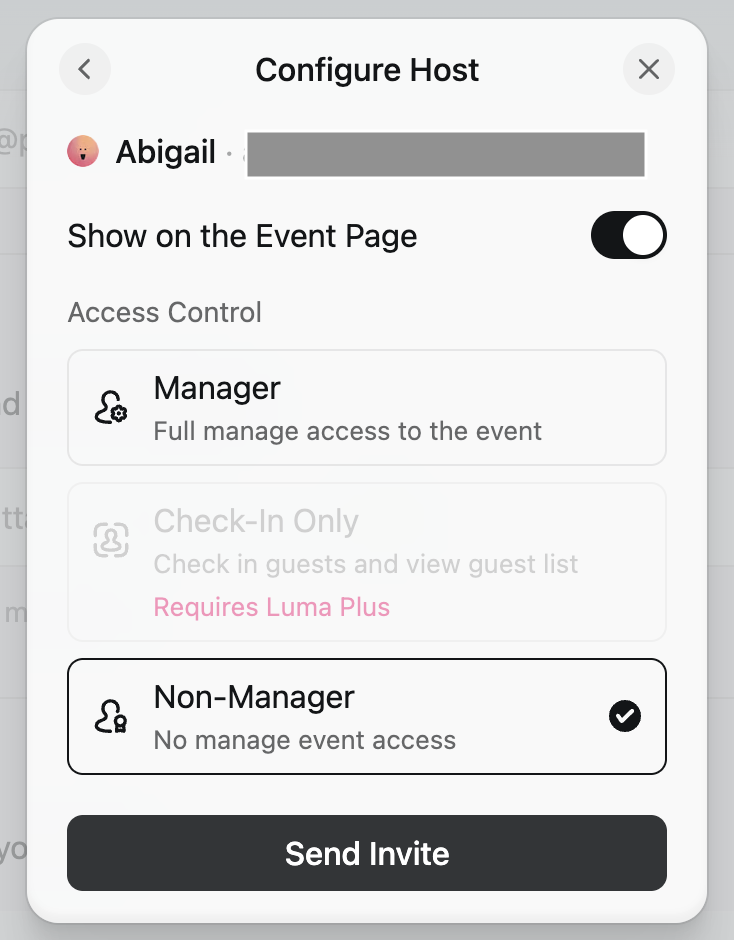 Configure Host
Abigail ·
Show on the Event Page
Access Control
Manager
Full manage access to the event
Check-In Only
Check in guests and view guest list
Requires Luma Plus
Non-Manager
No manage event access
Send Invite